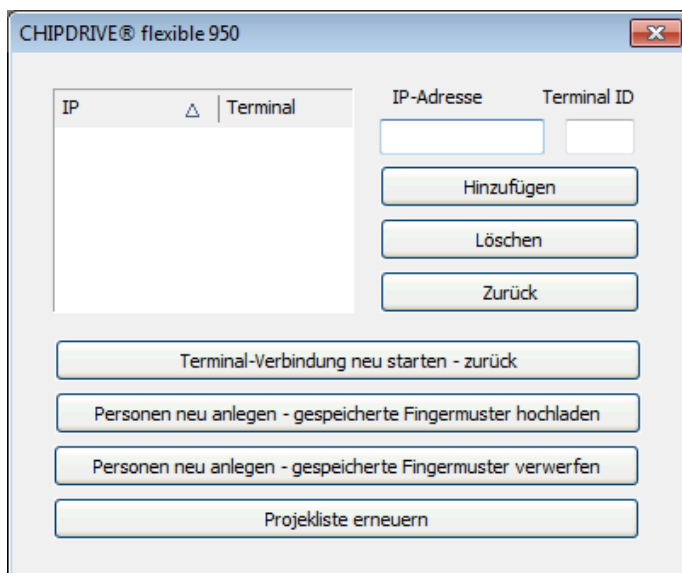 CHIPDRIVE® flexible 950
IP Terminal
IP-Adresse Terminal ID
Hinzufügen
Löschen
Zurück
Terminal-Verbindung neu starten - zurück
Personen neu anlegen - gespeicherte Fingermuster hochladen
Personen neu anlegen - gespeicherte Fingermuster verwerfen
Projekliste erneuern